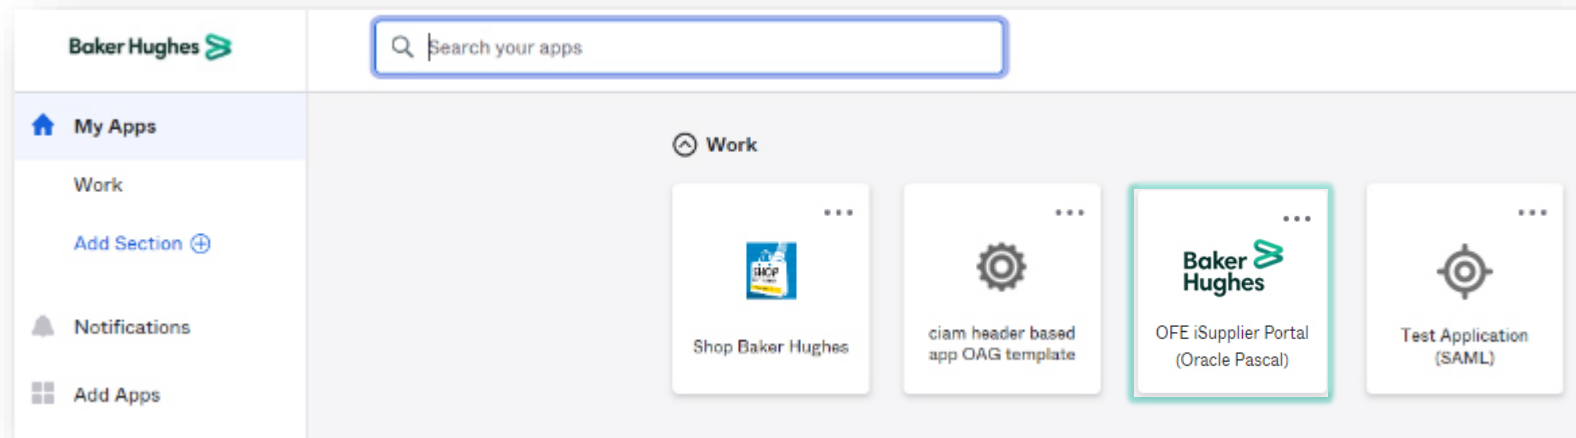 Baker Hughes
Search your apps
My Apps
Work
Add Section
Notifications
Add Apps
Work
SHOP
Shop Baker Hughes
ciam header based
app OAG template
Baker
Hughes
OFE iSupplier Portal
(Oracle Pascal)
Test Application
(SAML)